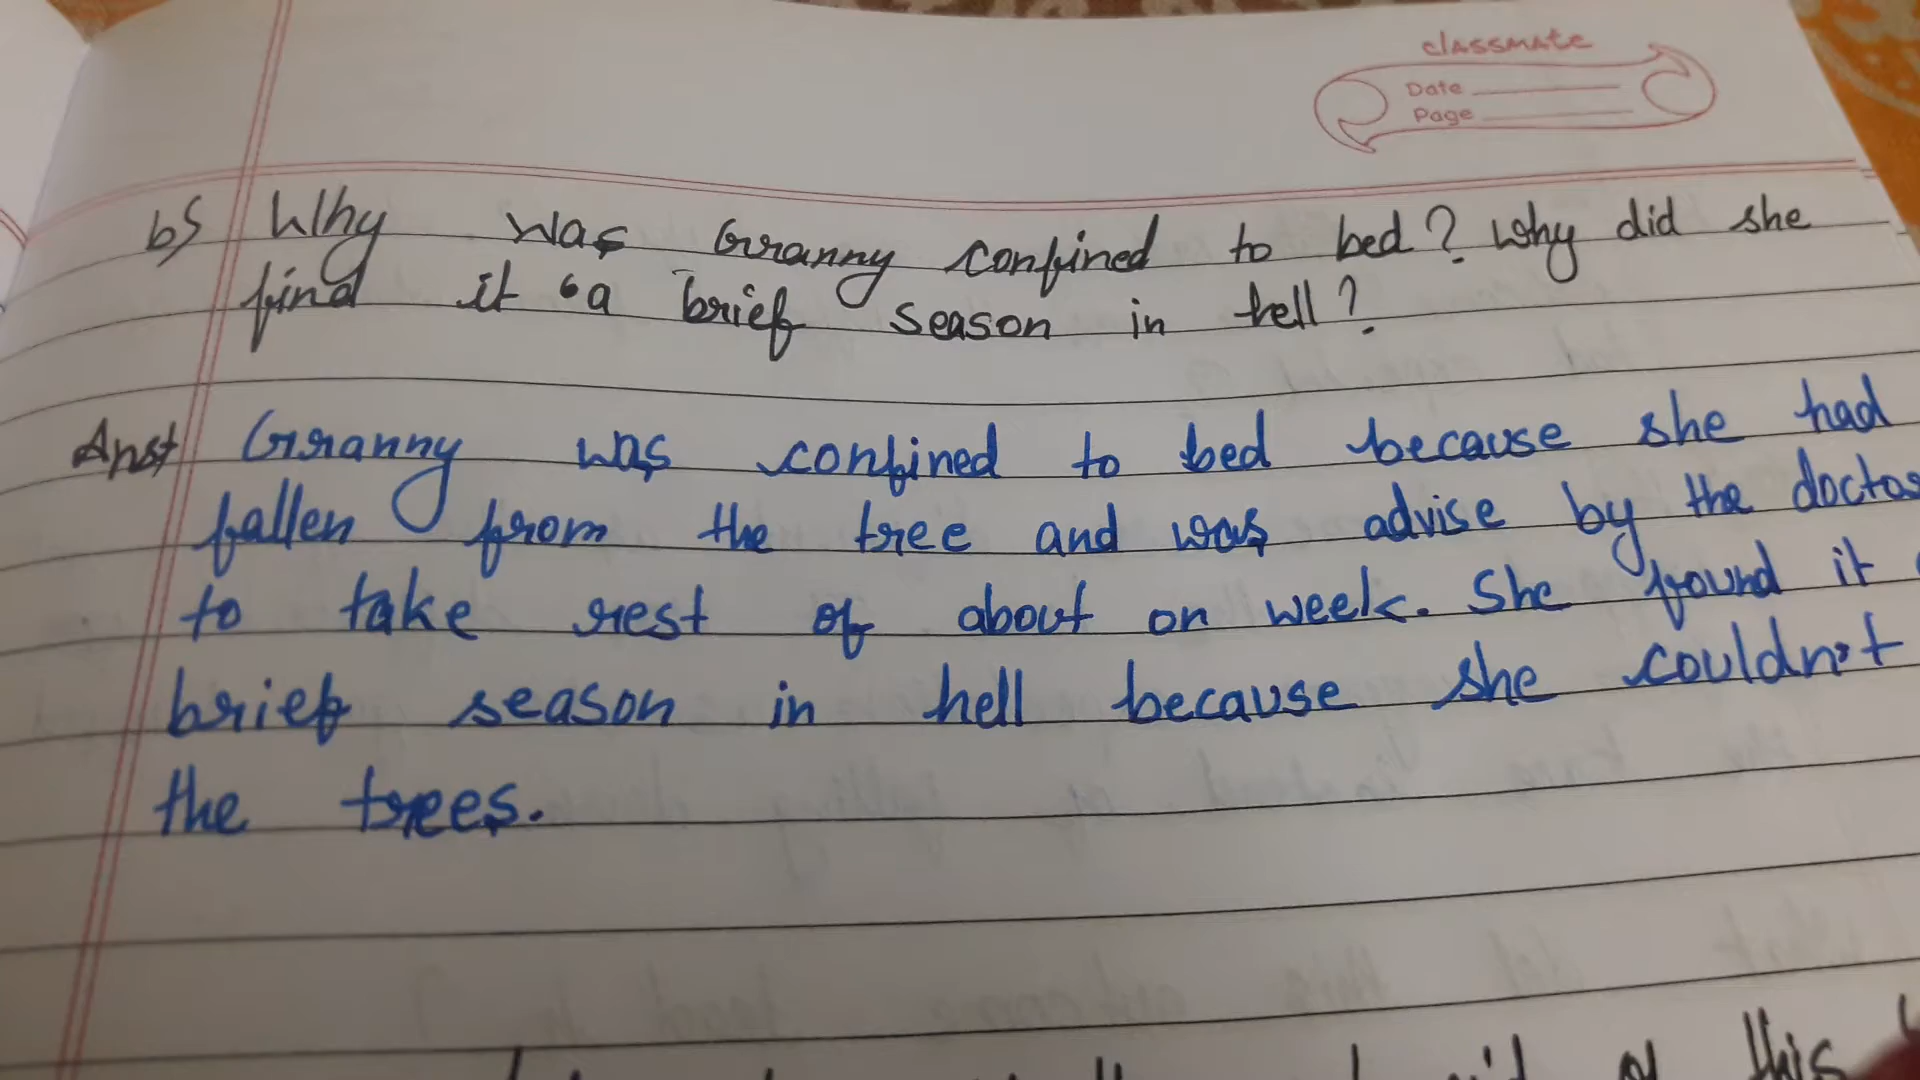 classmate
Date
Page
b) Why was Granny confined to bed? Why did she
find it a brief season in hell?
Ans: Granny was confined to bed because she had
fallen from the tree and was advise by the doctor
to take rest of about on week. She found it
brief season in hell because she couldn't
the trees.
this